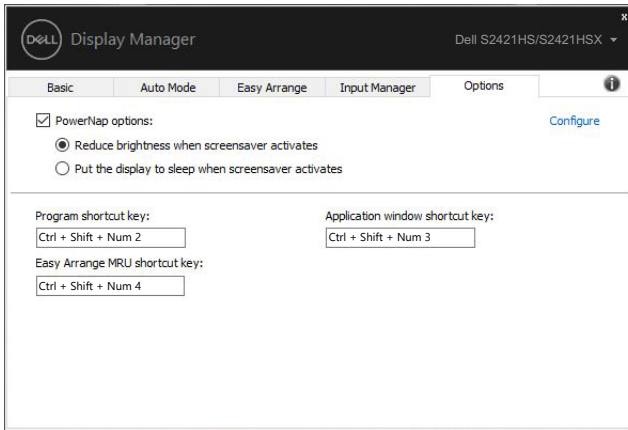 x
DELL Display Manager
Dell S2421HS/S2421HSX
Basic Auto Mode Easy Arrange Input Manager Options i
PowerNap options: Configure
Reduce brightness when screensaver activates
Put the display to sleep when screensaver activates
Program shortcut key: Application window shortcut key:
Ctrl + Shift + Num 2 Ctrl + Shift + Num 3
Easy Arrange MRU shortcut key:
Ctrl + Shift + Num 4